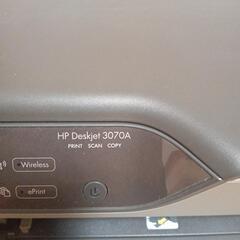 HP Deskjet 3070A
PRINT SCAN COPY
Wireless
ePrint